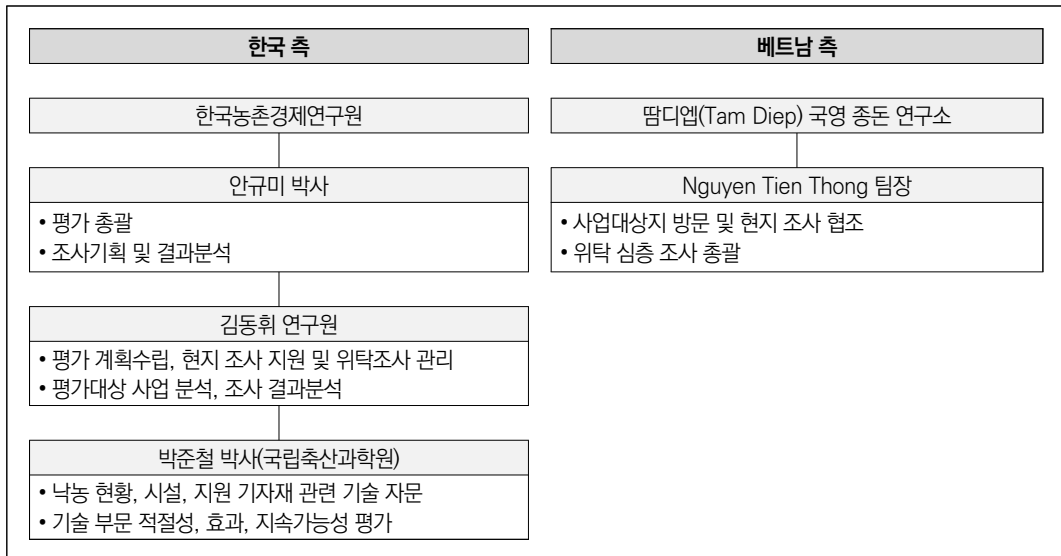 한국 측
한국농촌경제연구원
안규미 박사
• 평가 총괄
• 조사기획 및 결과분석
김동휘 연구원
• 평가 계획수립, 현지 조사 지원 및 위탁조사 관리
• 평가대상 사업 분석, 조사 결과분석
박준철 박사(국립축산과학원)
• 낙농 현황, 시설, 지원 기자재 관련 기술 자문
• 기술 부문 적절성, 효과, 지속가능성 평가
베트남 측
땀디엡(Tam Diep) 국영 종돈 연구소
Nguyen Tien Thong 팀장
• 사업대상지 방문 및 현지 조사 협조
• 위탁 심층 조사 총괄